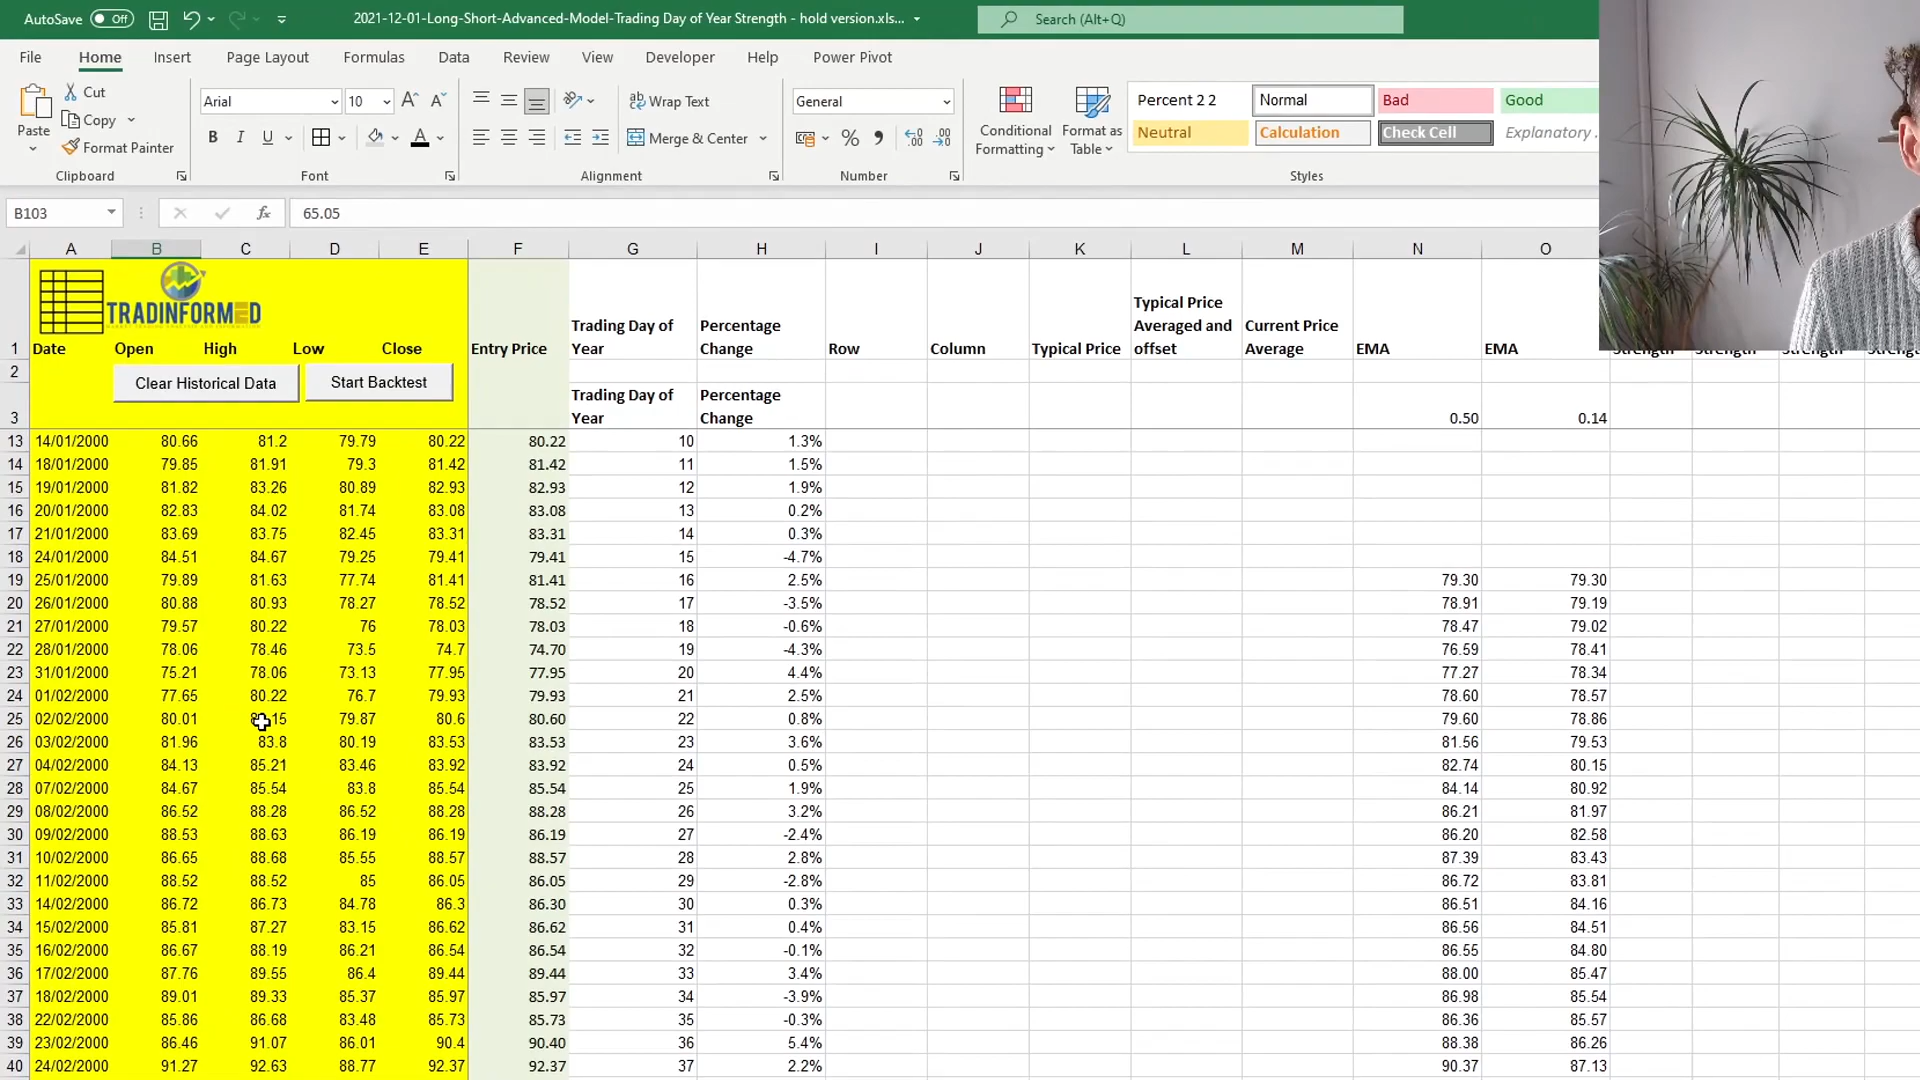 AutoSave Off 2021-12-01-Long-Short-Advanced-Model-Trading Day of Year Strength - hold version.xls... Search (Alt+Q)
File Home Insert Page Layout Formulas Data Review View Developer Help Power Pivot
Paste Cut Copy Format Painter Clipboard
Arial 10 B I U A Font
Wrap Text Merge & Center Alignment
General % Number
Conditional Formatting Format as Table
Percent 2 2 Normal Bad Good
Neutral Calculation Check Cell Explanatory ...
Styles
B103 fx 65.05
A B C D E F G H I J K L M N O
TRADINFORMED
1 Date Open High Low Close Entry Price Trading Day of Year Percentage Change Row Column Typical Price Typical Price Averaged and offset Current Price Average EMA EMA Strength Strength Strength
2 Clear Historical Data Start Backtest
3 Trading Day of Year Percentage Change 0.50 0.14
13 14/01/2000 80.66 81.2 79.79 80.22 80.22 10 1.3%
14 18/01/2000 79.85 81.91 79.3 81.42 81.42 11 1.5%
15 19/01/2000 81.82 83.26 80.89 82.93 82.93 12 1.9%
16 20/01/2000 82.83 84.02 81.74 83.08 83.08 13 0.2%
17 21/01/2000 83.69 83.75 82.45 83.31 83.31 14 0.3%
18 24/01/2000 84.51 84.67 79.25 79.41 79.41 15 -4.7%
19 25/01/2000 79.89 81.63 77.74 81.41 81.41 16 2.5% 79.30 79.30
20 26/01/2000 80.88 80.93 78.27 78.52 78.52 17 -3.5% 78.91 79.19
21 27/01/2000 79.57 80.22 76 78.03 78.03 18 -0.6% 78.47 79.02
22 28/01/2000 78.06 78.46 73.5 74.7 74.70 19 -4.3% 76.59 78.41
23 31/01/2000 75.21 78.06 73.13 77.95 77.95 20 4.4% 77.27 78.34
24 01/02/2000 77.65 80.22 76.7 79.93 79.93 21 2.5% 78.60 78.57
25 02/02/2000 80.01 79.87 80.6 80.60 22 0.8% 79.60 78.86
26 03/02/2000 81.96 83.8 80.19 83.53 83.53 23 3.6% 81.56 79.53
27 04/02/2000 84.13 85.21 83.46 83.92 83.92 24 0.5% 82.74 80.15
28 07/02/2000 84.67 85.54 83.8 85.54 85.54 25 1.9% 84.14 80.92
29 08/02/2000 86.52 88.28 86.52 88.28 88.28 26 3.2% 86.21 81.97
30 09/02/2000 88.53 88.63 86.19 86.19 86.19 27 -2.4% 86.20 82.58
31 10/02/2000 86.65 88.68 85.55 88.57 88.57 28 2.8% 87.39 83.43
32 11/02/2000 88.52 88.52 85 86.05 86.05 29 -2.8% 86.72 83.81
33 14/02/2000 86.72 86.73 84.78 86.3 86.30 30 0.3% 86.51 84.16
34 15/02/2000 85.81 87.27 83.15 86.62 86.62 31 0.4% 86.56 84.51
35 16/02/2000 86.67 88.19 86.21 86.54 86.54 32 -0.1% 86.55 84.80
36 17/02/2000 87.76 89.55 86.4 89.44 89.44 33 3.4% 88.00 85.47
37 18/02/2000 89.01 89.33 85.37 85.97 85.97 34 -3.9% 86.98 85.54
38 22/02/2000 85.86 86.68 83.48 85.73 85.73 35 -0.3% 86.36 85.57
39 23/02/2000 86.46 91.07 86.01 90.4 90.40 36 5.4% 88.38 86.26
40 24/02/2000 91.27 92.63 88.77 92.37 92.37 37 2.2% 90.37 87.13